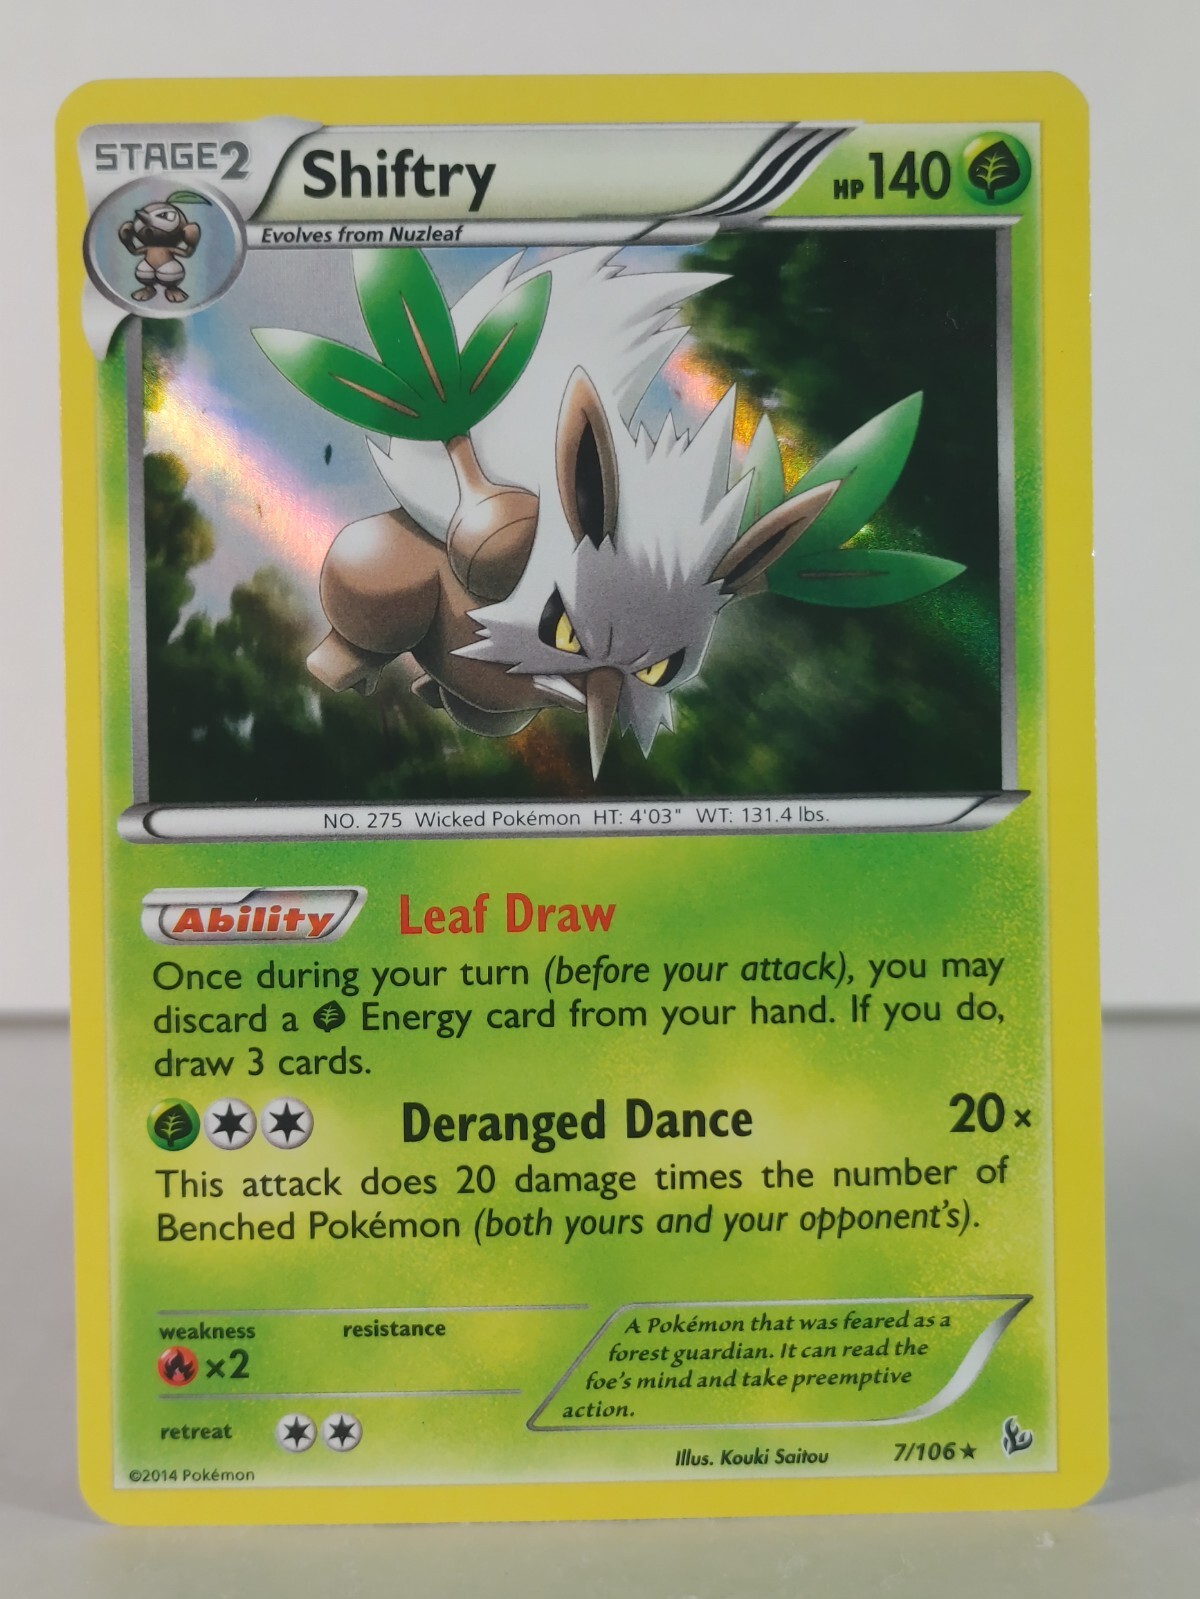 STAGE2
Shiftry
HP140
Evolves from Nuzleaf
NO. 275 Wicked Pokémon HT: 4'03" WT: 131.4 lbs.
Ability Leaf Draw
Once during your turn (before your attack), you may
discard a Energy card from your hand. If you do,
draw 3 cards.
Deranged Dance 20×
This attack does 20 damage times the number of
Benched Pokémon (both yours and your opponent's).
weakness resistance
×2
retreat
A Pokémon that was feared as a
forest guardian. It can read the
foe's mind and take preemptive
action.
©2014 Pokémon
Illus. Kouki Saitou
7/106★